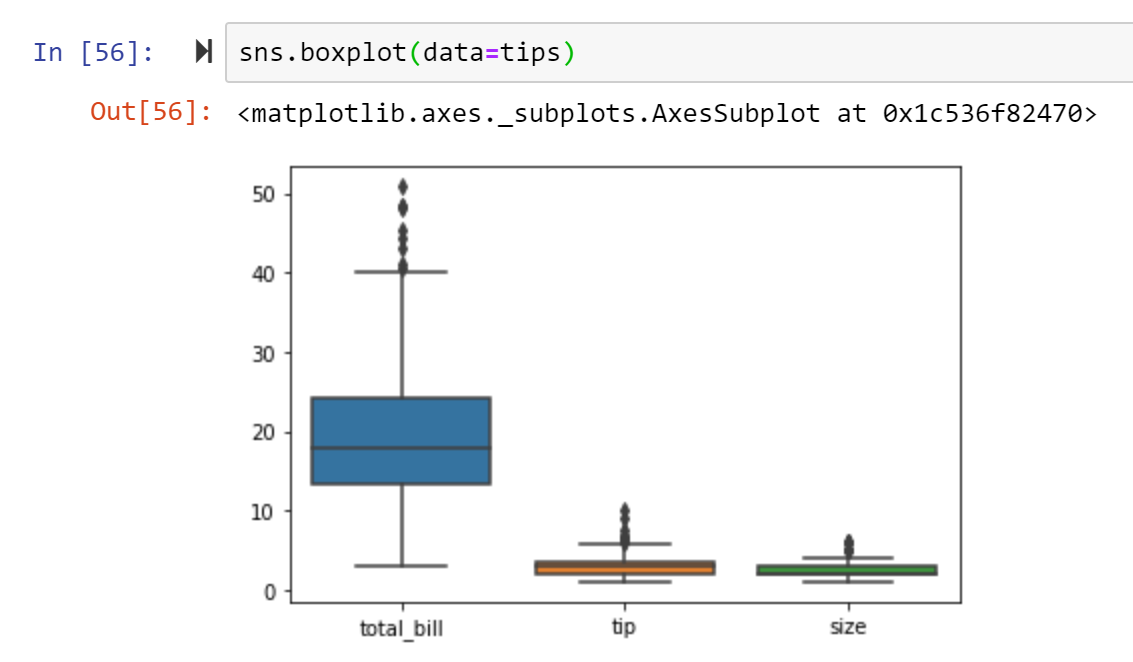 In [56]: sns.boxplot(data=tips)
Out[56]: <matplotlib.axes._subplots.AxesSubplot at 0x1c536f82470>
50
40
30
20
10
0
total_bill tip size